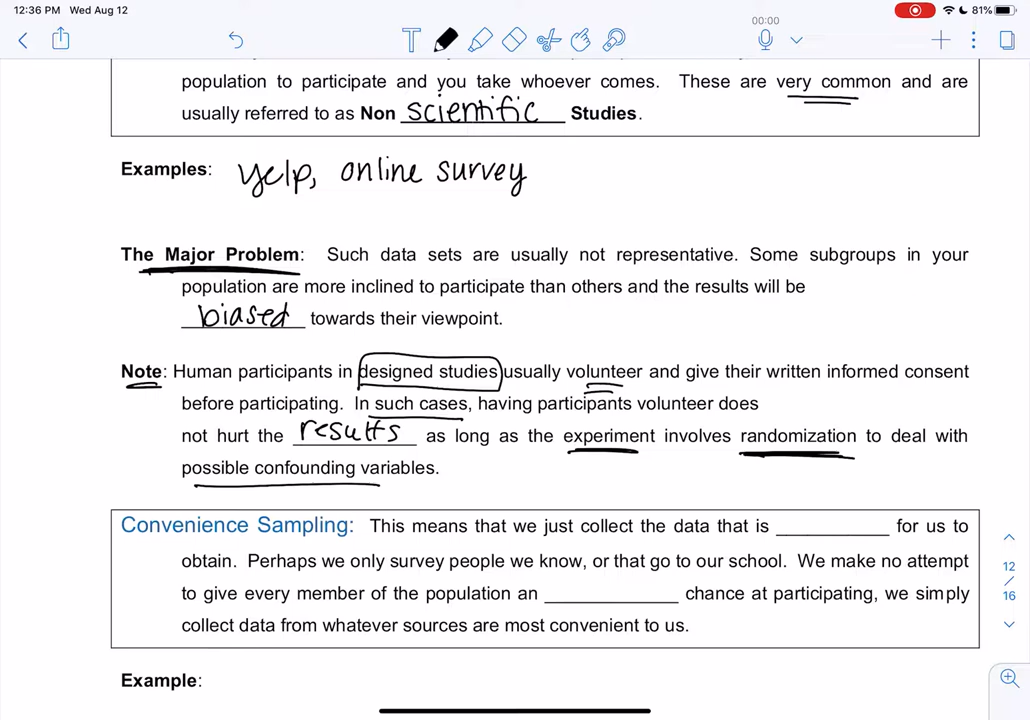 12:36 PM Wed Aug 12
81%
00:00
T
population to participate and you take whoever comes. These are very common and are
usually referred to as Non scientific Studies.
Examples: yelp, online survey
The Major Problem: Such data sets are usually not representative. Some subgroups in your
population are more inclined to participate than others and the results will be
biased towards their viewpoint.
Note: Human participants in designed studies usually volunteer and give their written informed consent
before participating. In such cases, having participants volunteer does
not hurt the results as long as the experiment involves randomization to deal with
possible confounding variables.
Convenience Sampling: This means that we just collect the data that is __________ for us to
obtain. Perhaps we only survey people we know, or that go to our school. We make no attempt
to give every member of the population an ____________ chance at participating, we simply
collect data from whatever sources are most convenient to us.
Example:
12
/
16